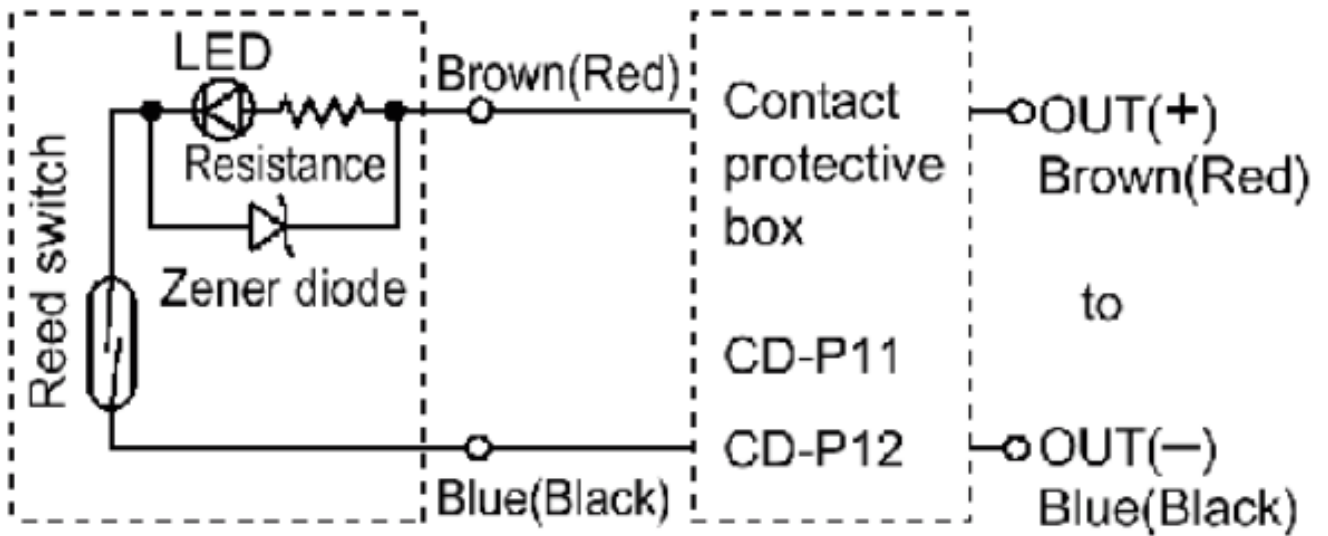 LED
Resistance
Zener diode
Reed switch
Brown(Red)
Blue(Black)
Contact
protective
box
CD-P11
CD-P12
OUT(+)
Brown(Red)
to
OUT(−)
Blue(Black)